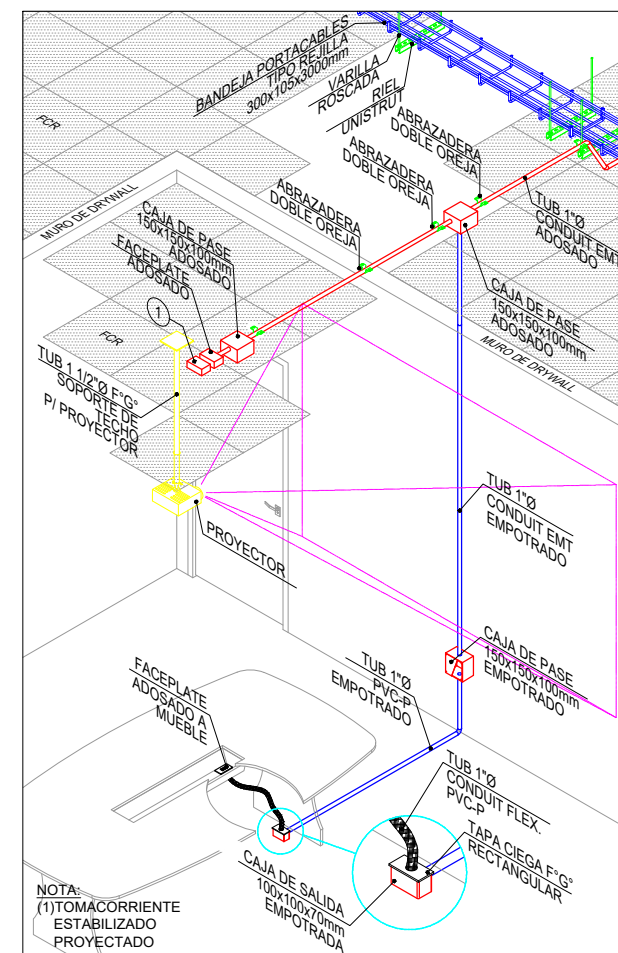 BANDEJA PORTACABLES
TIPO REJILLA
300x105x3000mm
VARILLA
ROSCADA
RIEL
UNISTRUT
FCR
ABRAZADERA
DOBLE OREJA
ABRAZADERA
DOBLE OREJA
ABRAZADERA
DOBLE OREJA
MURO DE DRYWALL
CAJA DE PASE
150x150x100mm
ADOSADO
FACEPLATE
ADOSADO
1
TUB 1"Ø
CONDUIT EMT
ADOSADO
CAJA DE PASE
150x150x100mm
ADOSADO
MURO DE DRYWALL
FCR
TUB 1 1/2"Ø F°G°
SOPORTE DE
TECHO
P/ PROYECTOR
PROYECTOR
TUB 1"Ø
CONDUIT EMT
EMPOTRADO
CAJA DE PASE
150x150x100mm
EMPOTRADO
TUB 1"Ø
PVC-P
EMPOTRADO
FACEPLATE
ADOSADO A
MUEBLE
TUB 1"Ø
CONDUIT FLEX.
PVC-P
TAPA CIEGA F°G°
RECTANGULAR
CAJA DE SALIDA
100x100x70mm
EMPOTRADA
NOTA:
(1)TOMACORRIENTE
ESTABILIZADO
PROYECTADO